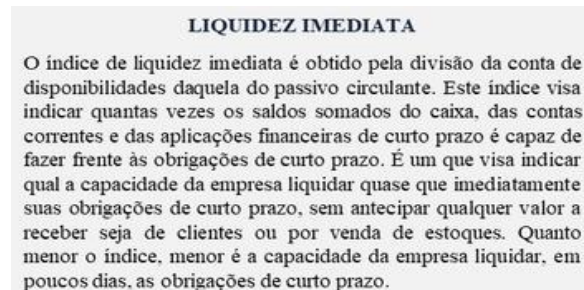 LIQUIDEZ IMEDIATA
O índice de liquidez imediata é obtido pela divisão da conta de
disponibilidades daquela do passivo circulante. Este índice visa
indicar quantas vezes os saldos somados do caixa, das contas
correntes e das aplicações financeiras de curto prazo é capaz de
fazer frente às obrigações de curto prazo. É um que visa indicar
qual a capacidade da empresa liquidar quase que imediatamente
suas obrigações de curto prazo, sem antecipar qualquer valor a
receber seja de clientes ou por venda de estoques. Quanto
menor o índice, menor é a capacidade da empresa liquidar, em
poucos dias, as obrigações de curto prazo.